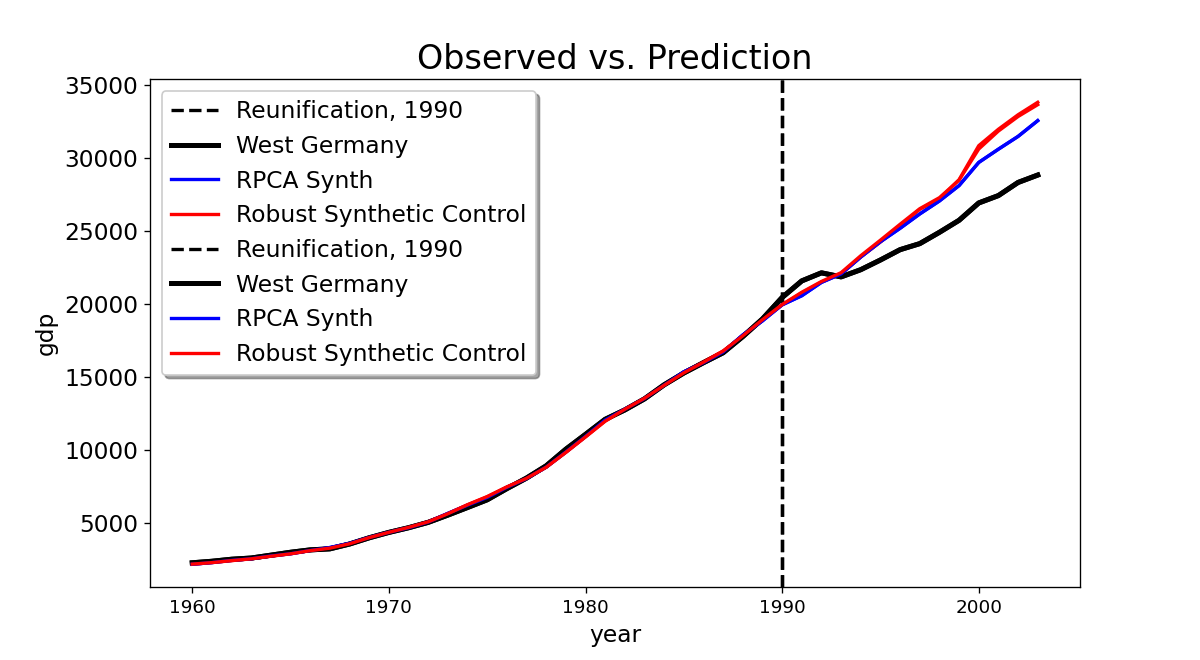 Observed vs. Prediction
35000
30000
25000
20000
15000
10000
5000
gdp
Reunification, 1990
West Germany
RPCA Synth
Robust Synthetic Control
Reunification, 1990
West Germany
RPCA Synth
Robust Synthetic Control
1960 1970 1980 1990 2000
year